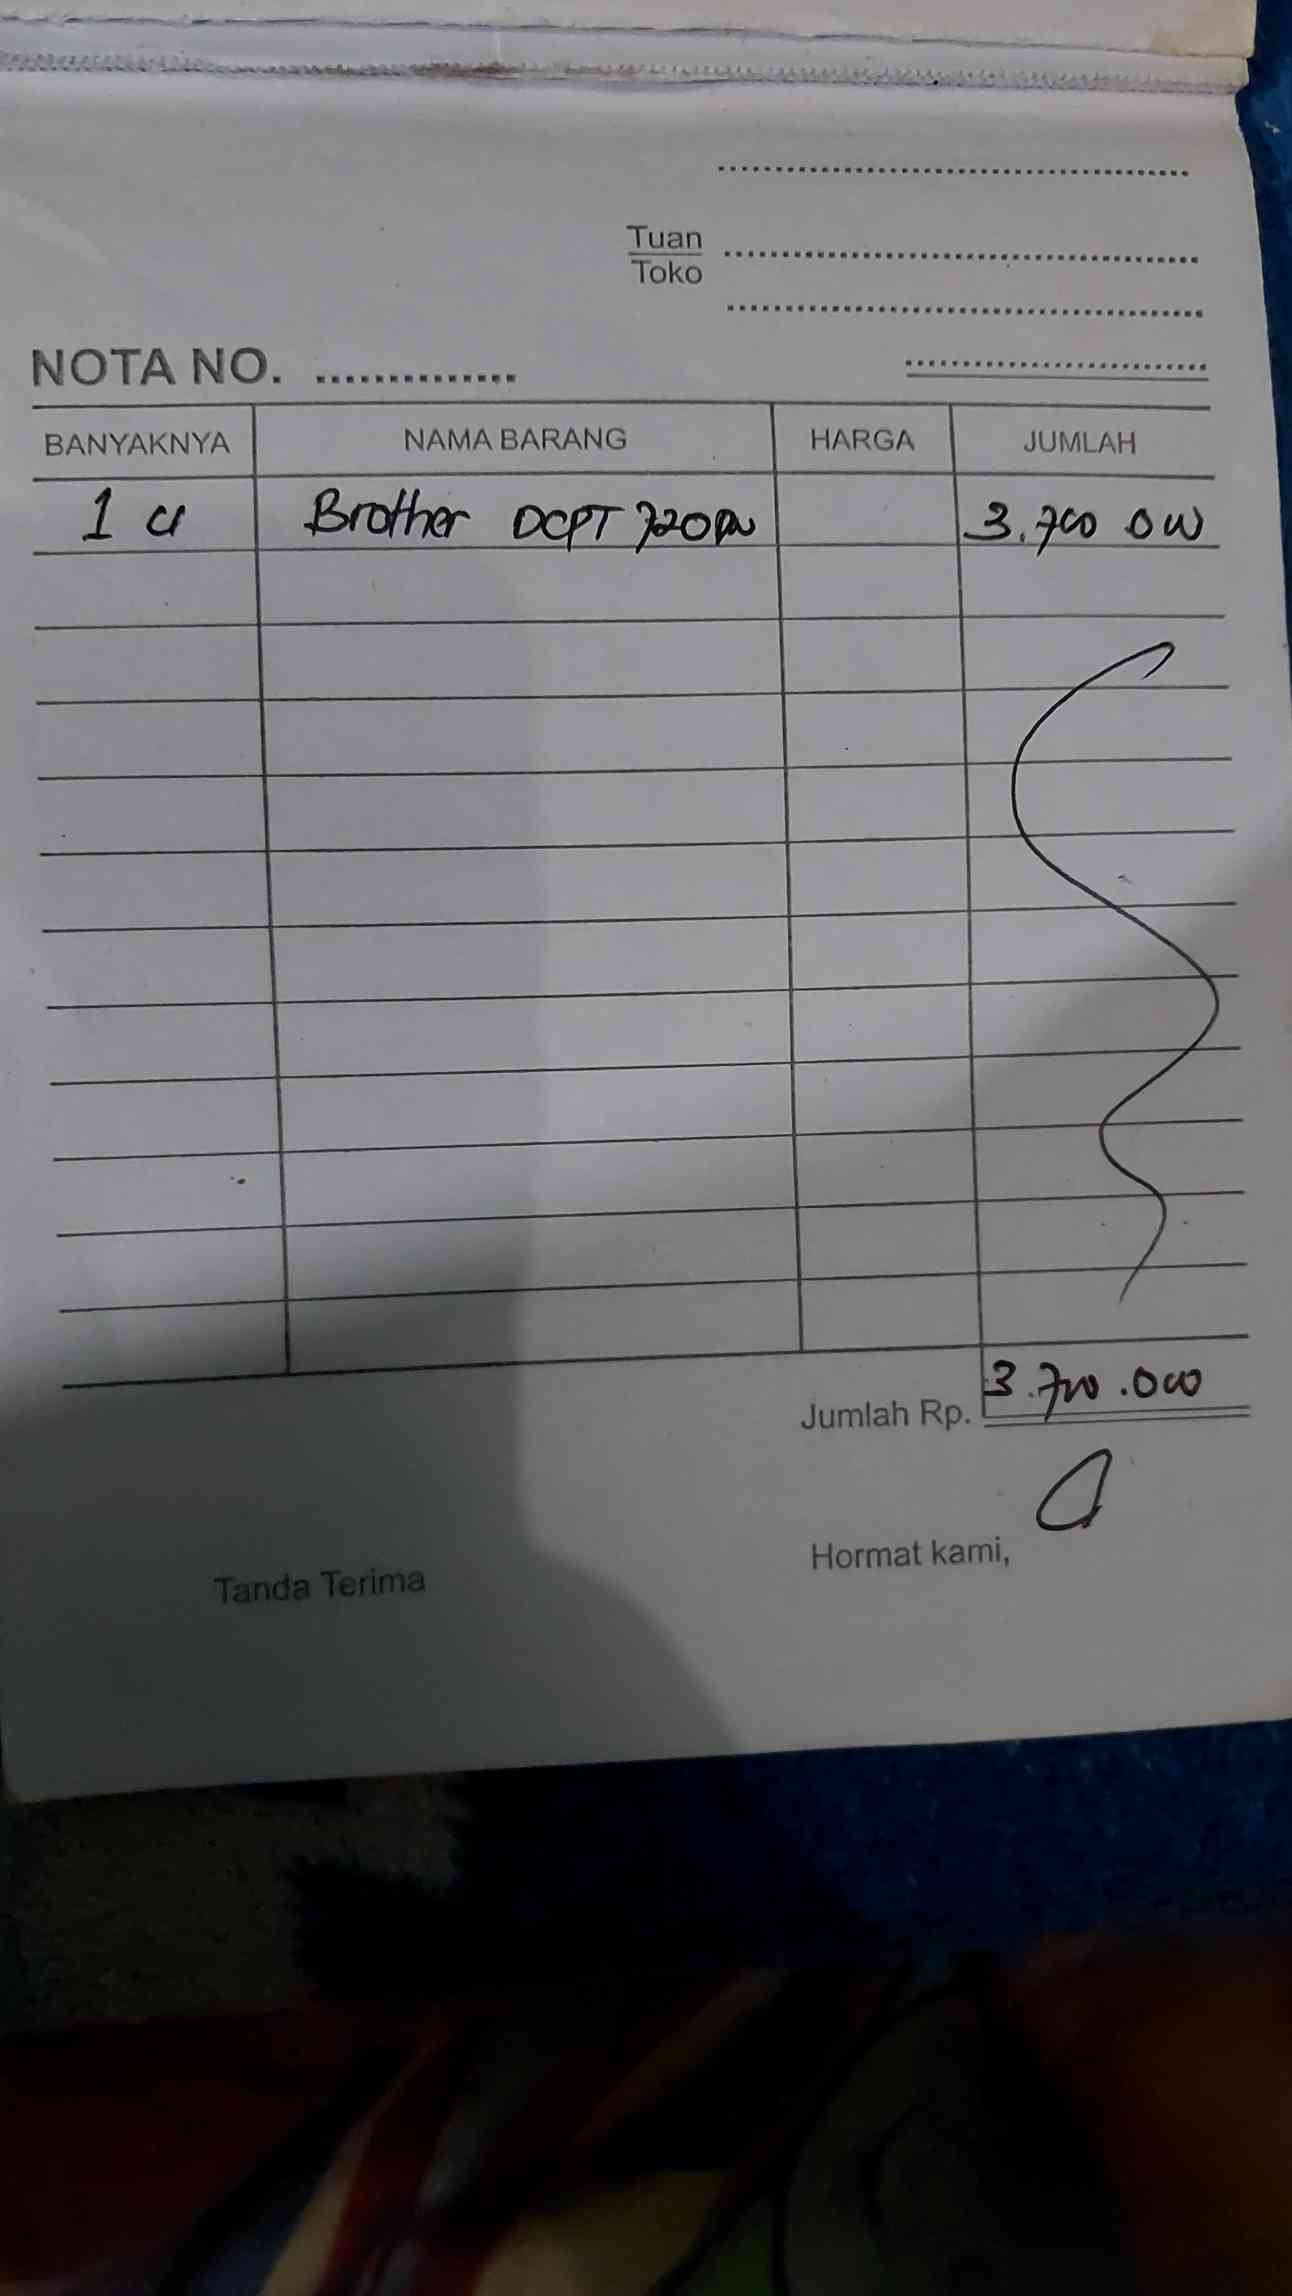 Tuan
Toko
NOTA NO.
BANYAKNYA NAMA BARANG HARGA JUMLAH
1 Brother DCPT 720DW 3.700 000
Jumlah Rp. 3.700.000
Tanda Terima Hormat kami,